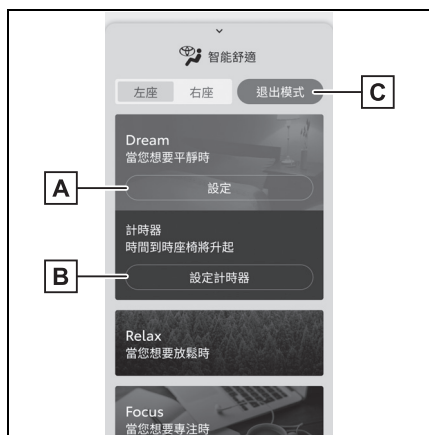 智能舒適
左座 右座 退出模式
C
Dream
當您想要平靜時
A
設定
計時器
時間到時座椅將升起
B
設定計時器
Relax
當您想要放鬆時
Focus
當您想要專注時